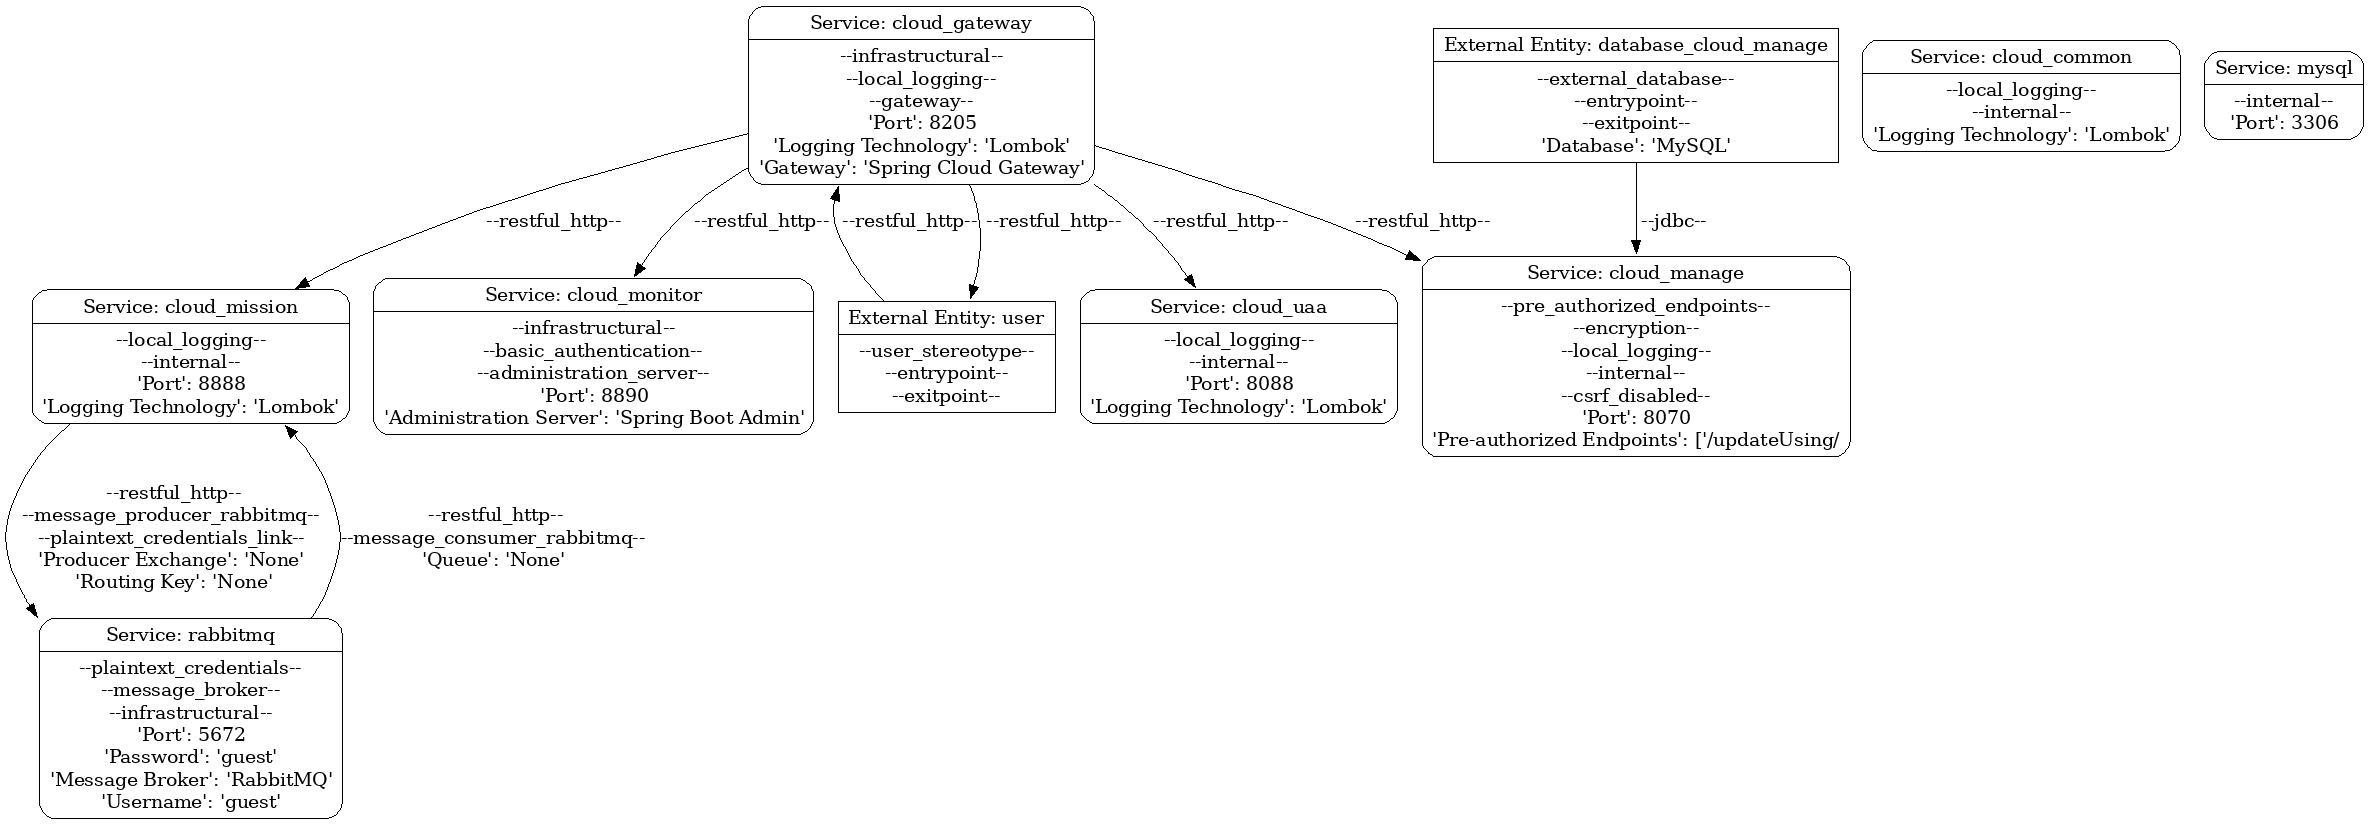 Service: cloud_gateway
--infrastructural--
--local_logging--
--gateway--
'Port': 8205
'Logging Technology': 'Lombok'
'Gateway': 'Spring Cloud Gateway'
External Entity: database_cloud_manage
--external_database--
--entrypoint--
--exitpoint--
'Database': 'MySQL'
Service: cloud_common
--local_logging--
--internal--
'Logging Technology': 'Lombok'
Service: mysql
--internal--
'Port': 3306
--restful_http--
--restful_http--
--restful_http--
--restful_http--
--restful_http--
--restful_http--
--jdbc--
Service: cloud_mission
--local_logging--
--internal--
'Port': 8888
'Logging Technology': 'Lombok'
Service: cloud_monitor
--infrastructural--
--basic_authentication--
--administration_server--
'Port': 8890
'Administration Server': 'Spring Boot Admin'
External Entity: user
--user_stereotype--
--entrypoint--
--exitpoint--
Service: cloud_uaa
--local_logging--
--internal--
'Port': 8088
'Logging Technology': 'Lombok'
Service: cloud_manage
--pre_authorized_endpoints--
--encryption--
--local_logging--
--internal--
--csrf_disabled--
'Port': 8070
'Pre-authorized Endpoints': ['/updateUsing/
--restful_http--
--message_producer_rabbitmq--
--plaintext_credentials_link--
'Producer Exchange': 'None'
'Routing Key': 'None'
--restful_http--
--message_consumer_rabbitmq--
'Queue': 'None'
Service: rabbitmq
--plaintext_credentials--
--message_broker--
--infrastructural--
'Port': 5672
'Password': 'guest'
'Message Broker': 'RabbitMQ'
'Username': 'guest'